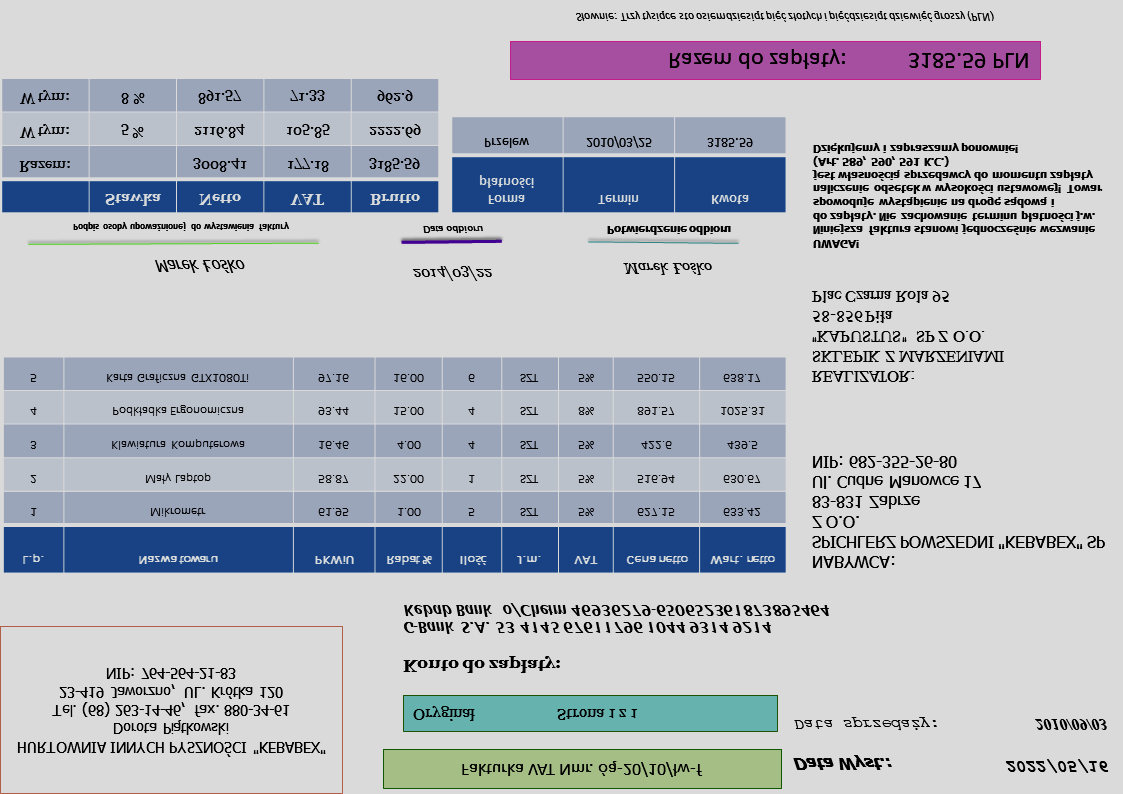 Fakturka VAT Nmr. óą-20/10/łw-f
Data Wyst.: 2022/05/16
HURTOWNIA INNYCH PYSZNOŚCI "KEBABEX"
Dorota Piątkowski
Tel. (68) 263-14-46, fax. 880-34-61
23-419 Jaworzno, UL. Krótka 120
NIP: 764-564-21-83
Oryginał Strona 1 z 1
Data sprzedaży: 2010/09/03
Konto do zapłaty:
G-Bank S.A. 53 4145 67611796 1044 9314 9214
Kebab Bank o/Chełm 46936279-650652361873895464
NABYWCA:
SPICHLERZ POWSZEDNI "KEBABEX" SP
Z O.O.
83-831 Zabrze
Ul. Cudne Manowce 17
NIP: 682-355-26-80
L.p. Nazwa towaru PKWiU Rabat % Ilość J.m. VAT Cena netto Wart. netto
1 Mikrometr 61.95 1.00 5 SZT 5% 627.15 633.42
2 Mały Laptop 58.87 22.00 1 SZT 5% 516.94 630.67
3 Klawiatura Komputerowa 16.46 4.00 4 SZT 5% 422.6 439.5
4 Podkładka Ergonomiczna 93.44 15.00 4 SZT 8% 891.57 1025.31
5 Karta Graficzna GTX1080Ti 97.16 16.00 6 SZT 5% 550.15 638.17
REALIZATOR:
SKLEPIK Z MARZENIAMI
"KAPUSTUS" SP Z O.O.
58-856 Piła
Plac Czarna Rola 95
Marek Łośko
Podpis osoby upoważnionej do wystawienia faktury
2014/03/22
Data odbioru
Marek Łośko
Potwierdzenie odbioru
UWAGA!
Niniejsza faktura stanowi jednocześnie wezwanie
do zapłaty. Nie zachowanie terminu płatności j.w.
spowoduje wystąpienie na drogę sądową i
naliczenie odsetek w wysokości ustawowej! Towar
jest własnością sprzedawcy do momentu zapłaty
(Art. 589, 590, 591 K.C.)
Dziękujemy i zapraszamy ponownie!
Stawka Netto VAT Brutto
Razem: 3008.41 177.18 3185.59
W tym: 5 % 2116.84 105.85 2222.69
W tym: 8 % 891.57 71.33 962.9
Forma płatności Termin Kwota
Przelew 2010/03/25 3185.59
Razem do zapłaty: 3185.59 PLN
Słownie: Trzy tysiące sto osiemdziesiąt pięć złotych i pięćdziesiąt dziewięć groszy (PLN)